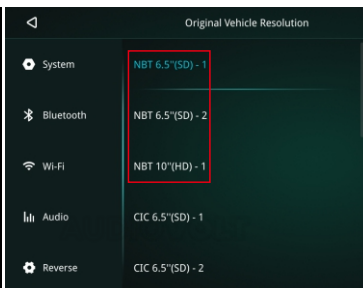 Original Vehicle Resolution
System
NBT 6.5"(SD) - 1
Bluetooth
NBT 6.5"(SD) - 2
Wi-Fi
NBT 10"(HD) - 1
Audio
CIC 6.5"(SD) - 1
Reverse
CIC 6.5"(SD) - 2